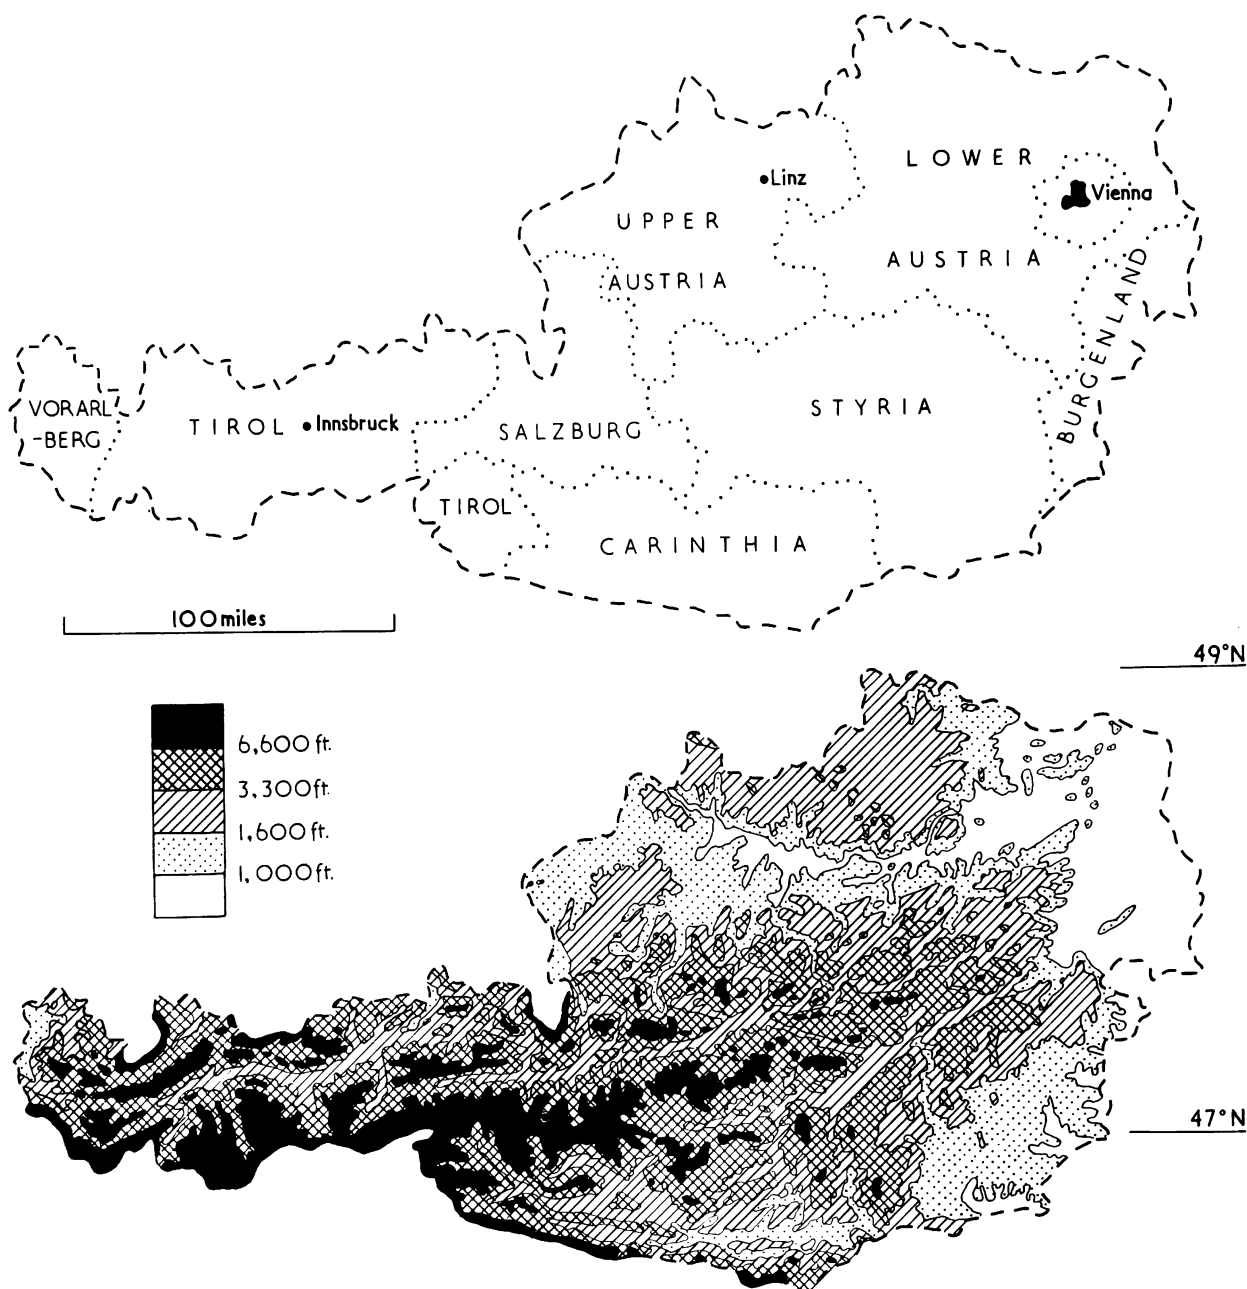 LOWER
•Linz
Vienna
UPPER
AUSTRIA
AUSTRIA
BURGENLAND
VORARL
-BERG
TIROL
•Innsbruck
SALZBURG
STYRIA
TIROL
CARINTHIA
100 miles
49°N
6,600 ft.
3,300 ft.
1,600 ft.
1,000 ft.
47°N